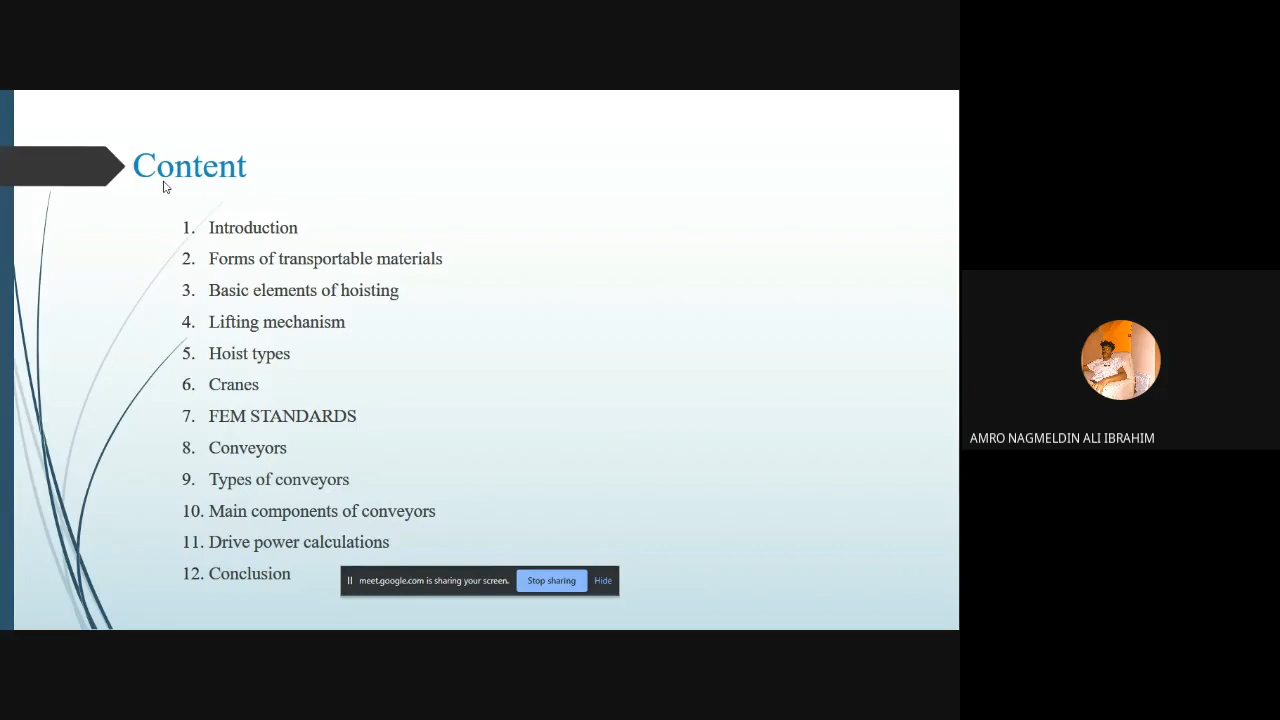 Content
1. Introduction
2. Forms of transportable materials
3. Basic elements of hoisting
4. Lifting mechanism
5. Hoist types
6. Cranes
7. FEM STANDARDS
8. Conveyors
9. Types of conveyors
10. Main components of conveyors
11. Drive power calculations
12. Conclusion
meet.google.com is sharing your screen. Stop sharing Hide
AMRO NAGMELDIN ALI IBRAHIM